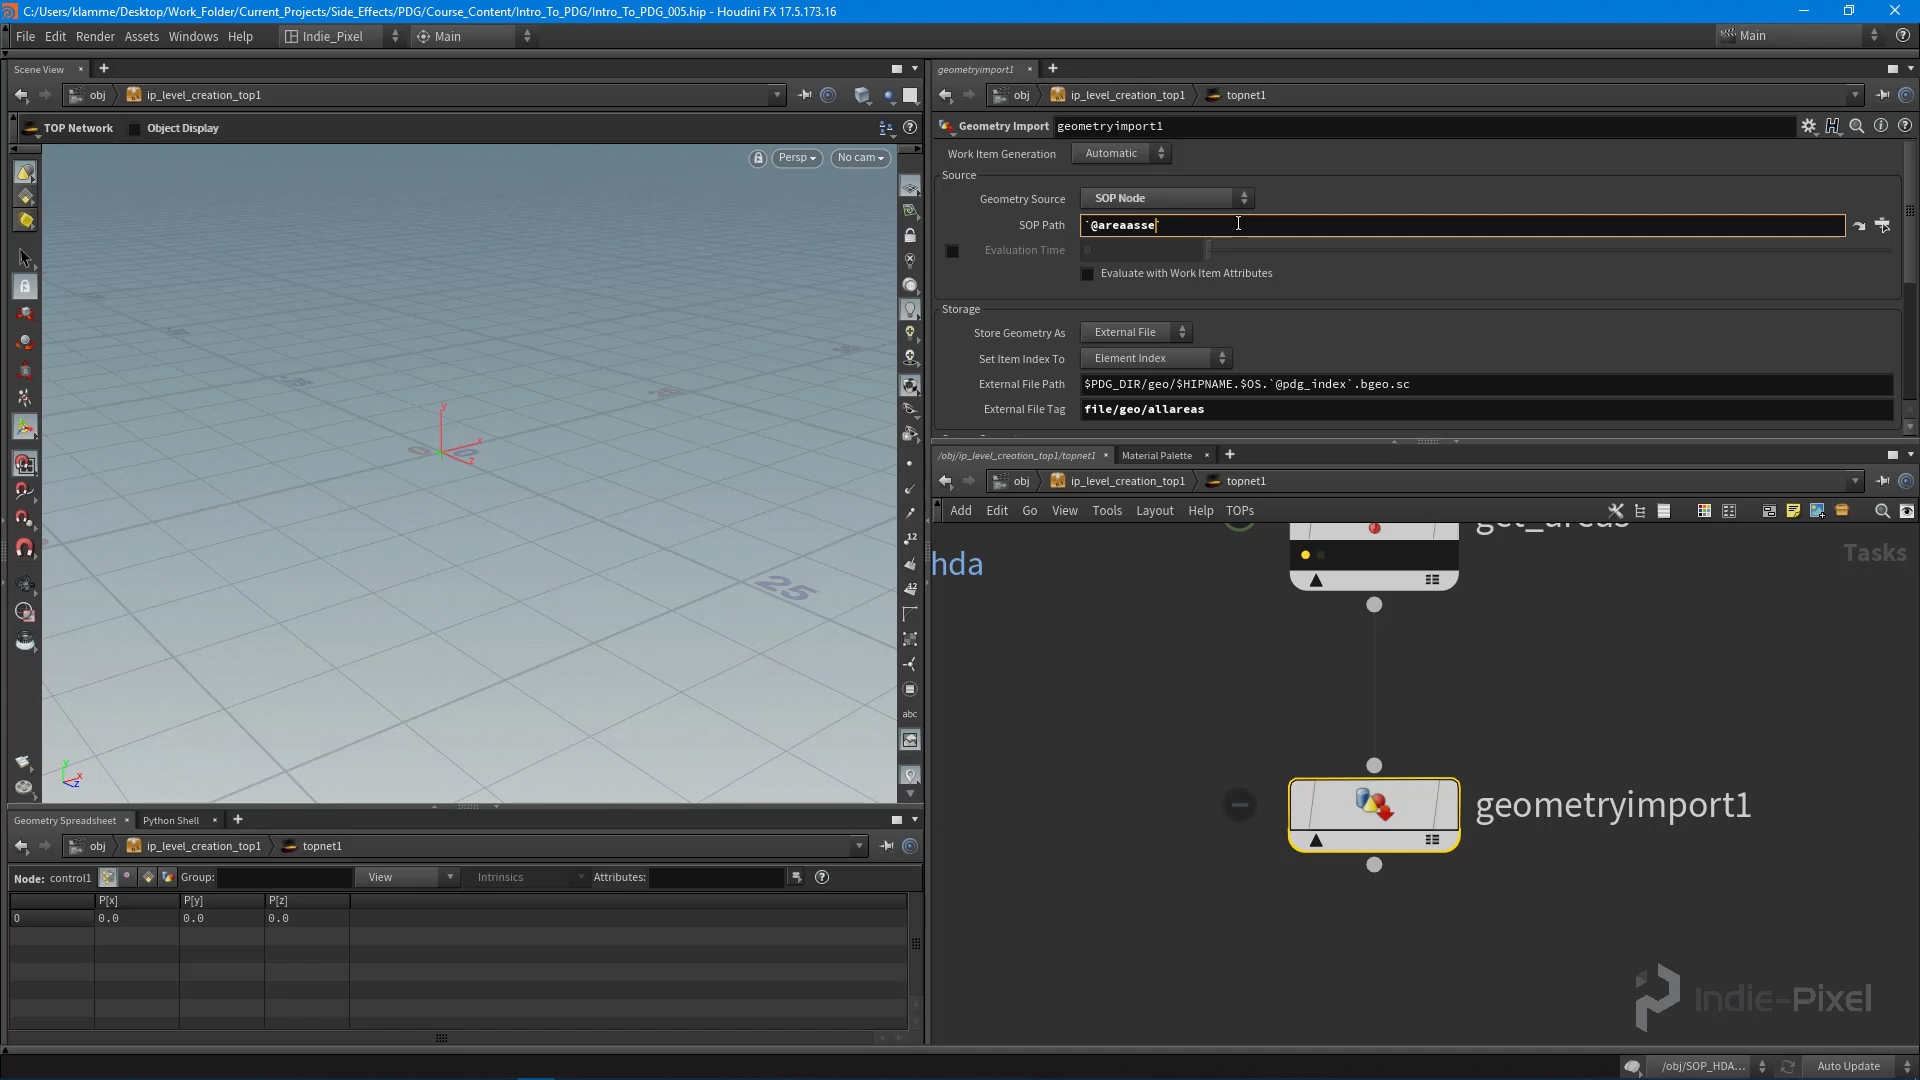 C:/Users/klamme/Desktop/Work_Folder/Current_Projects/Side_Effects/PDG/Course_Content/Intro_To_PDG/Intro_To_PDG_005.hip - Houdini FX 17.5.173.16
File Edit Render Assets Windows Help Indie_Pixel Main Main
Scene View
obj ip_level_creation_top1
TOP Network Object Display
Persp No cam
25
y
x
z
abc
geometryimport1
obj ip_level_creation_top1 topnet1
Geometry Import geometryimport1
Work Item Generation Automatic
Source
Geometry Source SOP Node
SOP Path `@areaasse
Evaluation Time 0
Evaluate with Work Item Attributes
Storage
Store Geometry As External File
Set Item Index To Element Index
External File Path $PDG_DIR/geo/$HIPNAME.$OS.`@pdg_index`.bgeo.sc
External File Tag file/geo/allareas
/obj/ip_level_creation_top1/topnet1 Material Palette
obj ip_level_creation_top1 topnet1
Add Edit Go View Tools Layout Help TOPs
get_areas
hda
Tasks
geometryimport1
Indie-Pixel
Geometry Spreadsheet Python Shell
obj ip_level_creation_top1 topnet1
Node: control1 Group: View Intrinsics Attributes:
P[x] P[y] P[z]
0 0.0 0.0 0.0
/obj/SOP_HDA... Auto Update